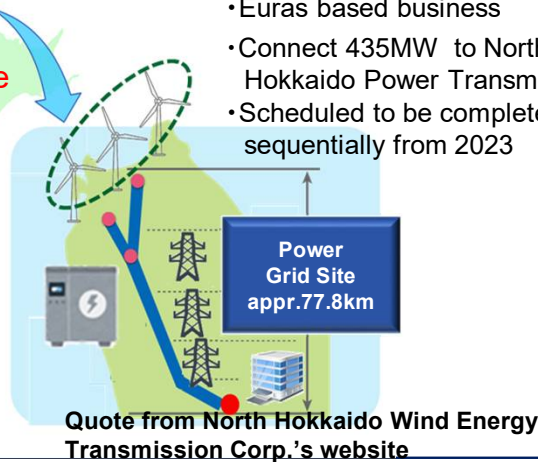 ・Euras based business
・Connect 435MW to North
Hokkaido Power Transm
e
・Scheduled to be complete
sequentially from 2023
Power
Grid Site
appr.77.8km
Quote from North Hokkaido Wind Energy
Transmission Corp.'s website